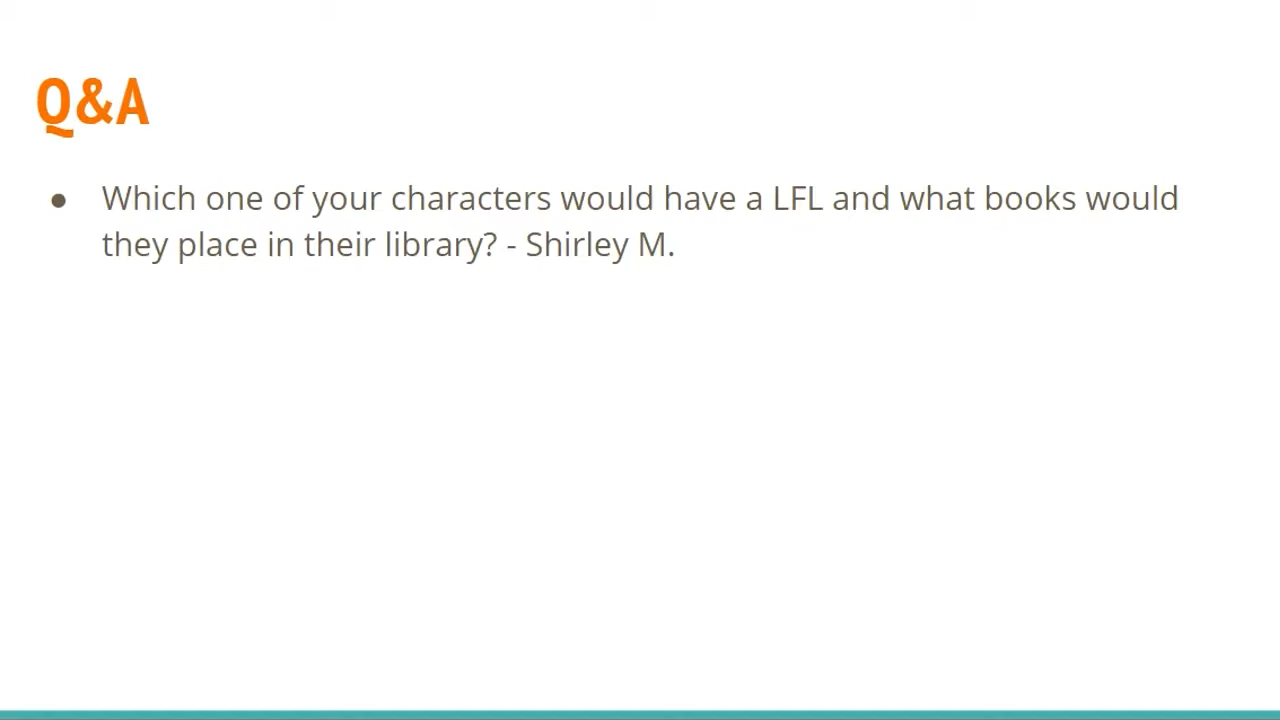 Q&A
● Which one of your characters would have a LFL and what books would
they place in their library? - Shirley M.